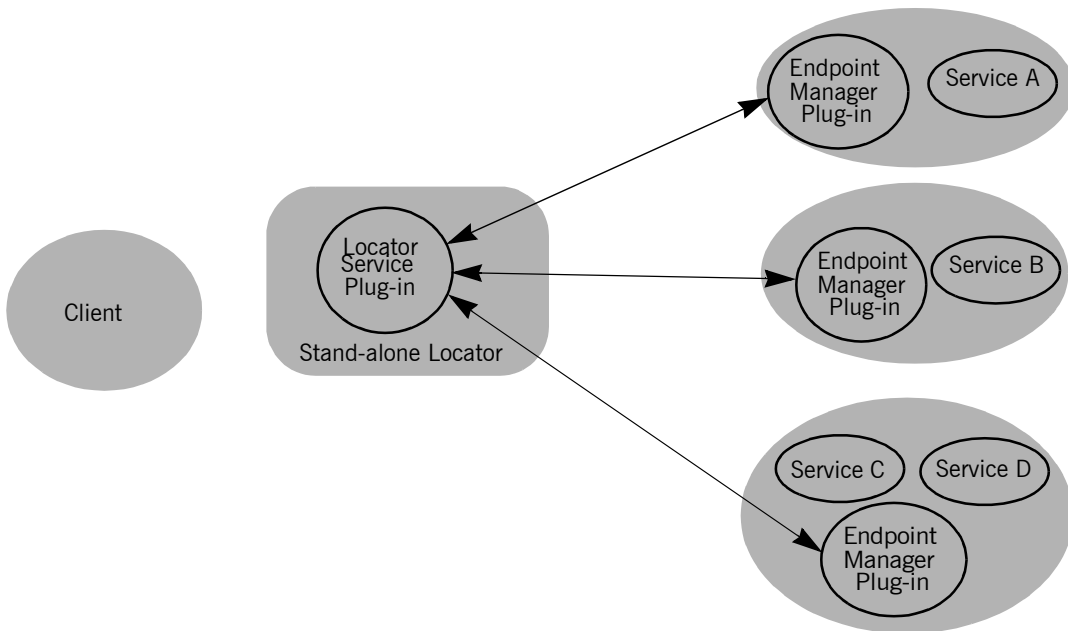 Endpoint
Manager
Plug-in
Service A
Locator
Service
Plug-in
Stand-alone Locator
Client
Endpoint
Manager
Plug-in
Service B
Service C
Service D
Endpoint
Manager
Plug-in